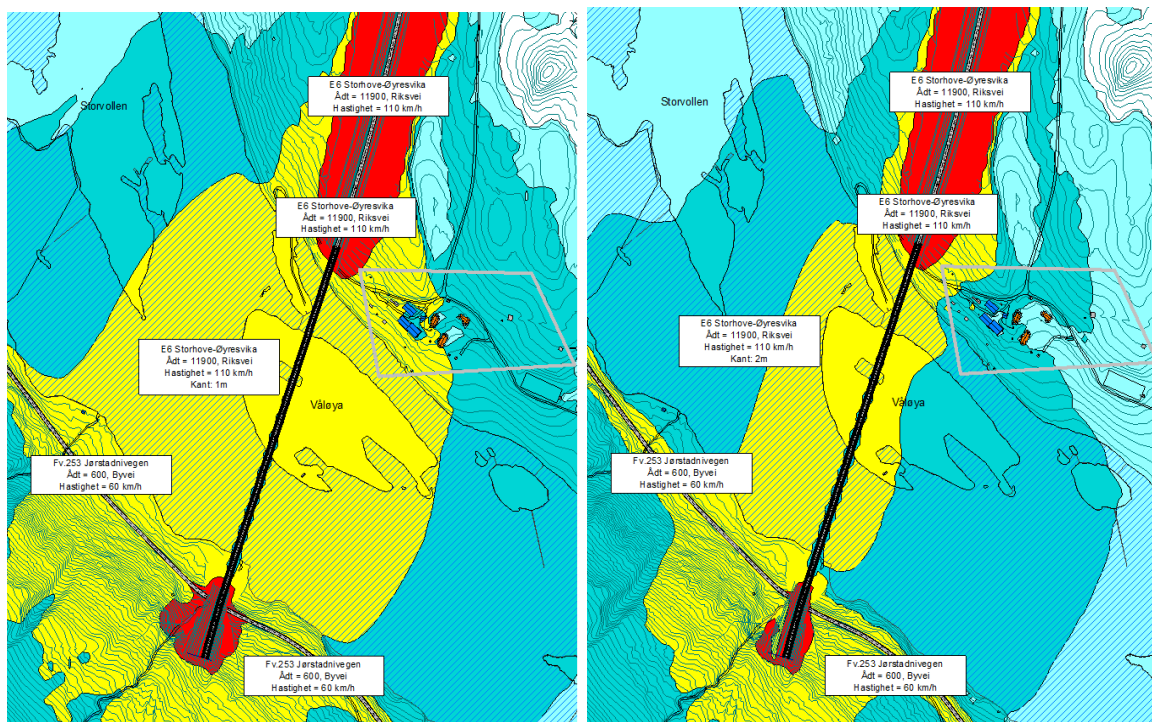 E6 Storhove-Øyresvika
Ådt = 11900, Riksvei
Hastighet = 110 km/h
Storvollen
E6 Storhove-Øyresvika
Ådt = 11900, Riksvei
Hastighet = 110 km/h
E6 Storhove-Øyresvika
Ådt = 11900, Riksvei
Hastighet = 110 km/h
Kant: 1m
Våløya
Fv.253 Jørstadnivegen
Ådt = 600, Byvei
Hastighet = 60 km/h
Fv.253 Jørstadnivegen
Ådt = 600, Byvei
Hastighet = 60 km/h
E6 Storhove-Øyresvika
Ådt = 11900, Riksvei
Hastighet = 110 km/h
Storvollen
E6 Storhove-Øyresvika
Ådt = 11900, Riksvei
Hastighet = 110 km/h
E6 Storhove-Øyresvika
Ådt = 11900, Riksvei
Hastighet = 110 km/h
Kant: 2m
Våløya
Fv.253 Jørstadnivegen
Ådt = 600, Byvei
Hastighet = 60 km/h
Fv.253 Jørstadnivegen
Ådt = 600, Byvei
Hastighet = 60 km/h